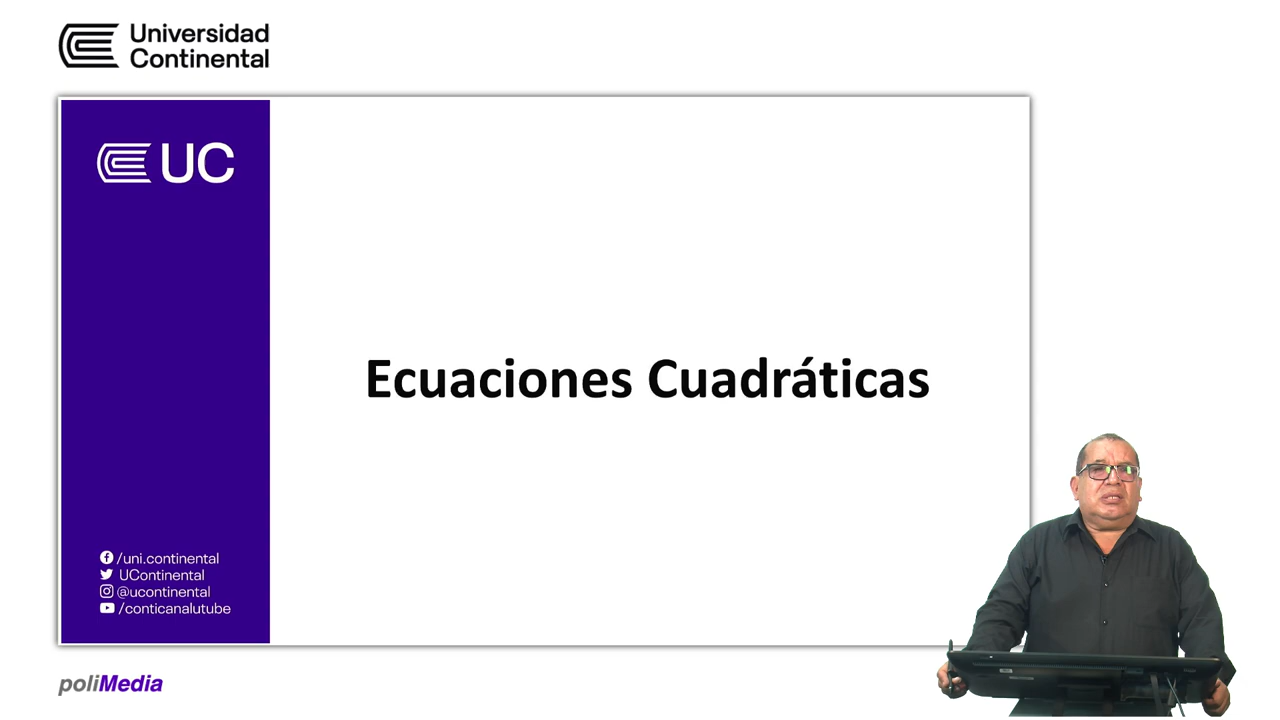 Universidad
Continental
UC
Ecuaciones Cuadráticas
/uni.continental
UContinental
@ucontinental
/conticanalutube
poliMedia